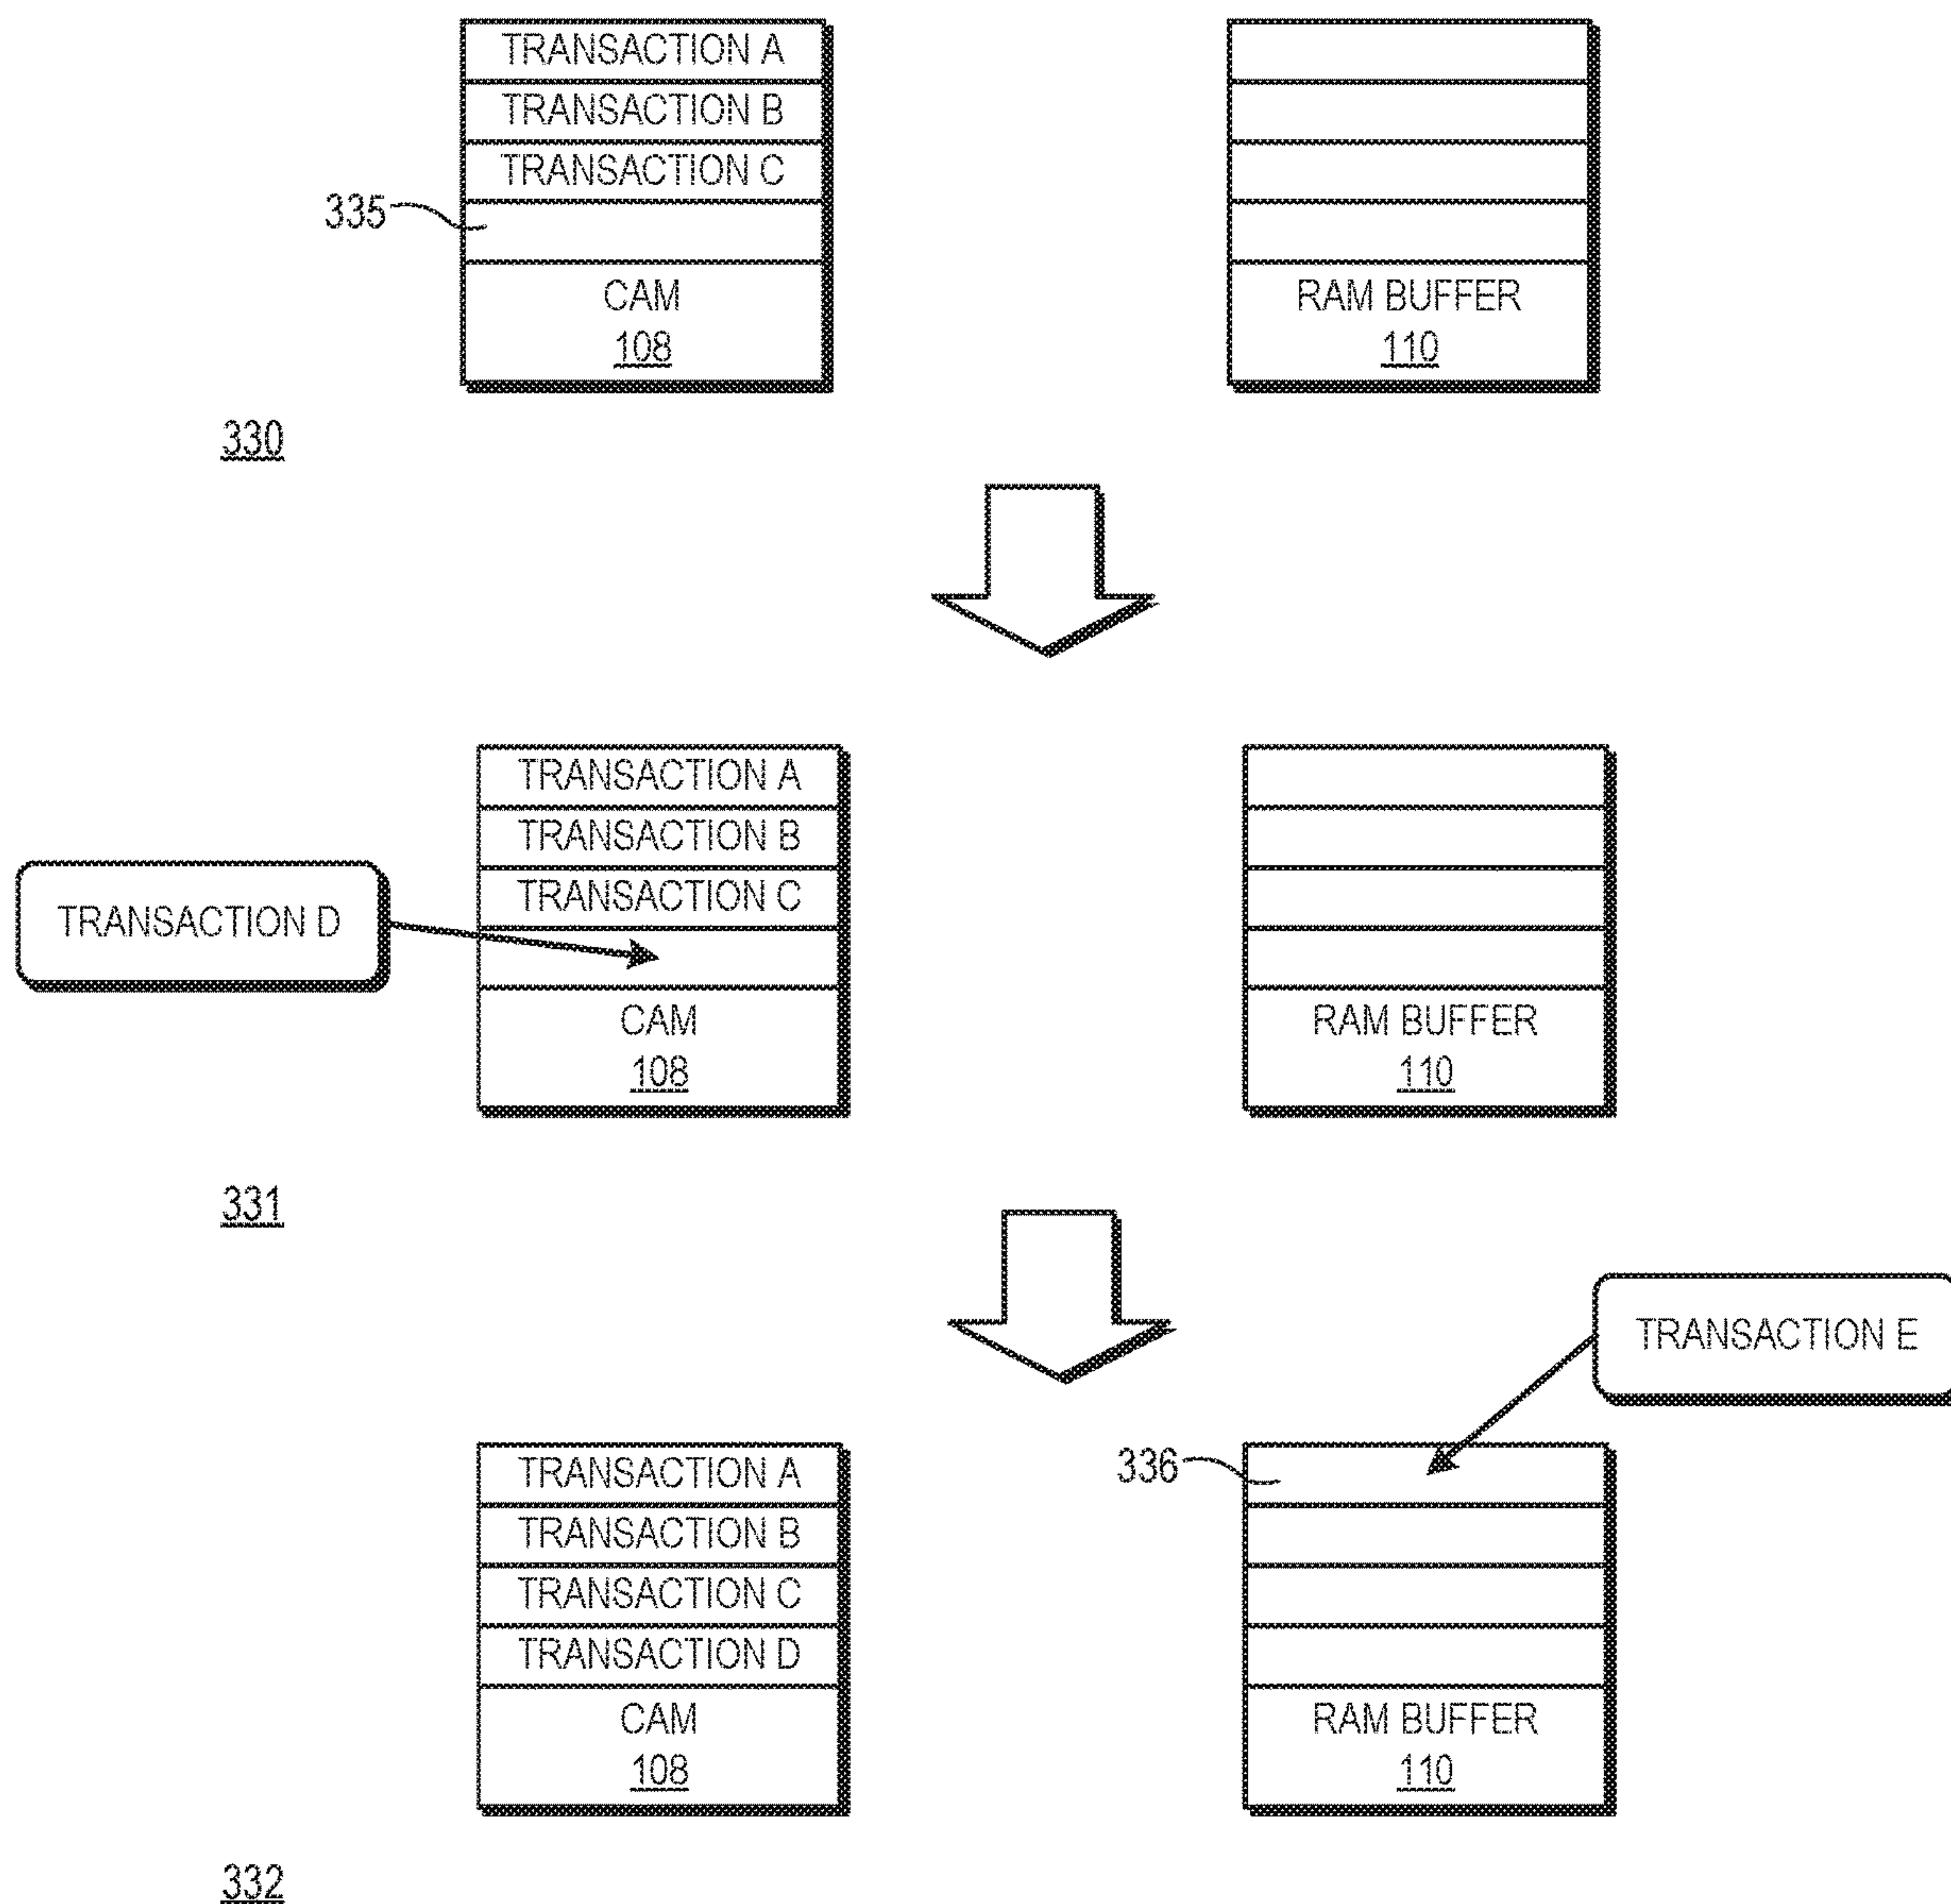 TRANSACTION A
TRANSACTION B
TRANSACTION C
335
CAM
108
RAM BUFFER
110
330
TRANSACTION A
TRANSACTION B
TRANSACTION C
TRANSACTION D
CAM
108
RAM BUFFER
110
331
TRANSACTION E
TRANSACTION A
TRANSACTION B
TRANSACTION C
TRANSACTION D
CAM
108
336
RAM BUFFER
110
332